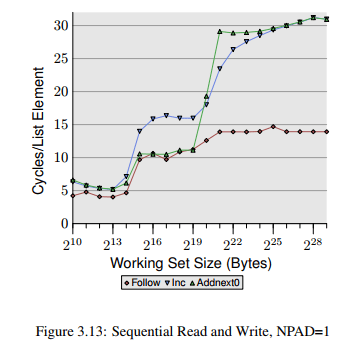 30
25
20
15
10
5
0
Cycles/List Element
2^10 2^13 2^16 2^19 2^22 2^25 2^28
Working Set Size (Bytes)
Follow Inc Addnext0
Figure 3.13: Sequential Read and Write, NPAD=1